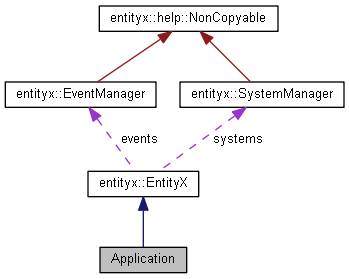 entityx::help::NonCopyable
entityx::EventManager
entityx::SystemManager
events
systems
entityx::EntityX
Application